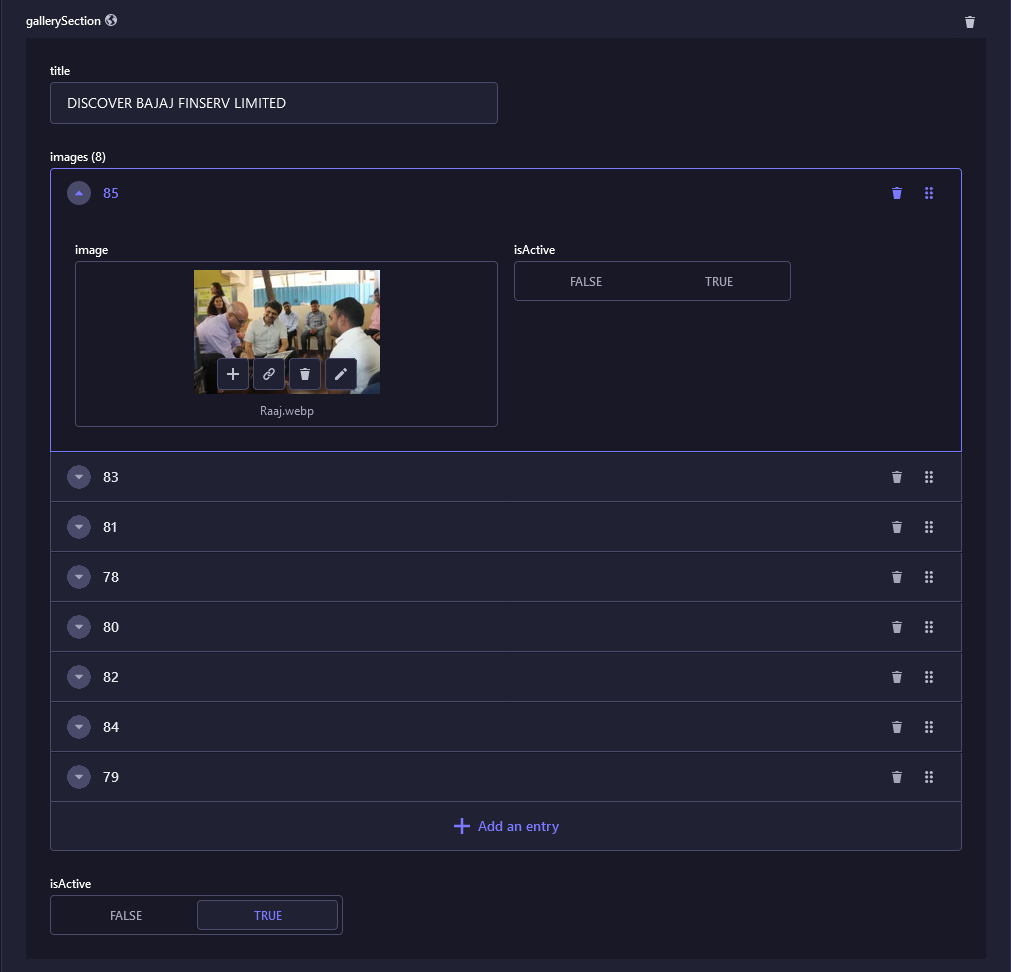 gallerySection
title
DISCOVER BAJAJ FINSERV LIMITED
images (8)
85
image
isActive
FALSE TRUE
Raaj.webp
83
81
78
80
82
84
79
Add an entry
isActive
FALSE TRUE